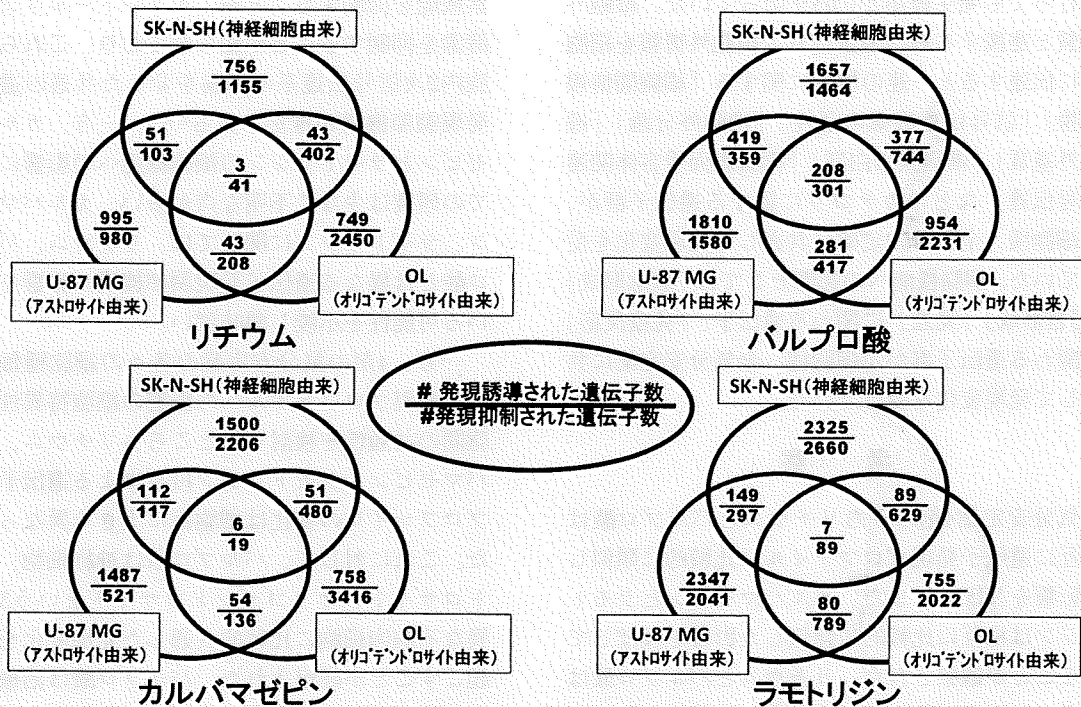 SK-N-SH(神経細胞由来)
756
1155
51
103
43
402
3
41
995
980
43
208
749
2450
U-87 MG
(アストロサイト由来)
OL
(オリゴデンドロサイト由来)
リチウム
SK-N-SH(神経細胞由来)
1657
1464
419
359
377
744
208
301
1810
1580
281
417
954
2231
U-87 MG
(アストロサイト由来)
OL
(オリゴデンドロサイト由来)
バルプロ酸
# 発現誘導された遺伝子数
#発現抑制された遺伝子数
SK-N-SH(神経細胞由来)
1500
2206
112
117
51
480
6
19
1487
521
54
136
758
3416
U-87 MG
(アストロサイト由来)
OL
(オリゴデンドロサイト由来)
カルバマゼピン
SK-N-SH(神経細胞由来)
2325
2660
149
297
89
629
7
89
2347
2041
80
789
755
2022
U-87 MG
(アストロサイト由来)
OL
(オリゴデンドロサイト由来)
ラモトリジン